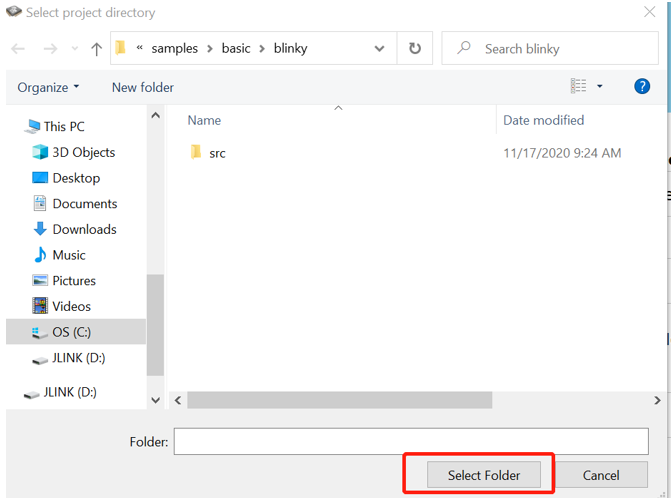 Select project directory
« samples › basic › blinky
Search blinky
Organize
New folder
Name
Date modified
This PC
src
11/17/2020 9:24 AM
3D Objects
Desktop
Documents
Downloads
Music
Pictures
Videos
OS (C:)
JLINK (D:)
JLINK (D:)
Folder:
Select Folder
Cancel